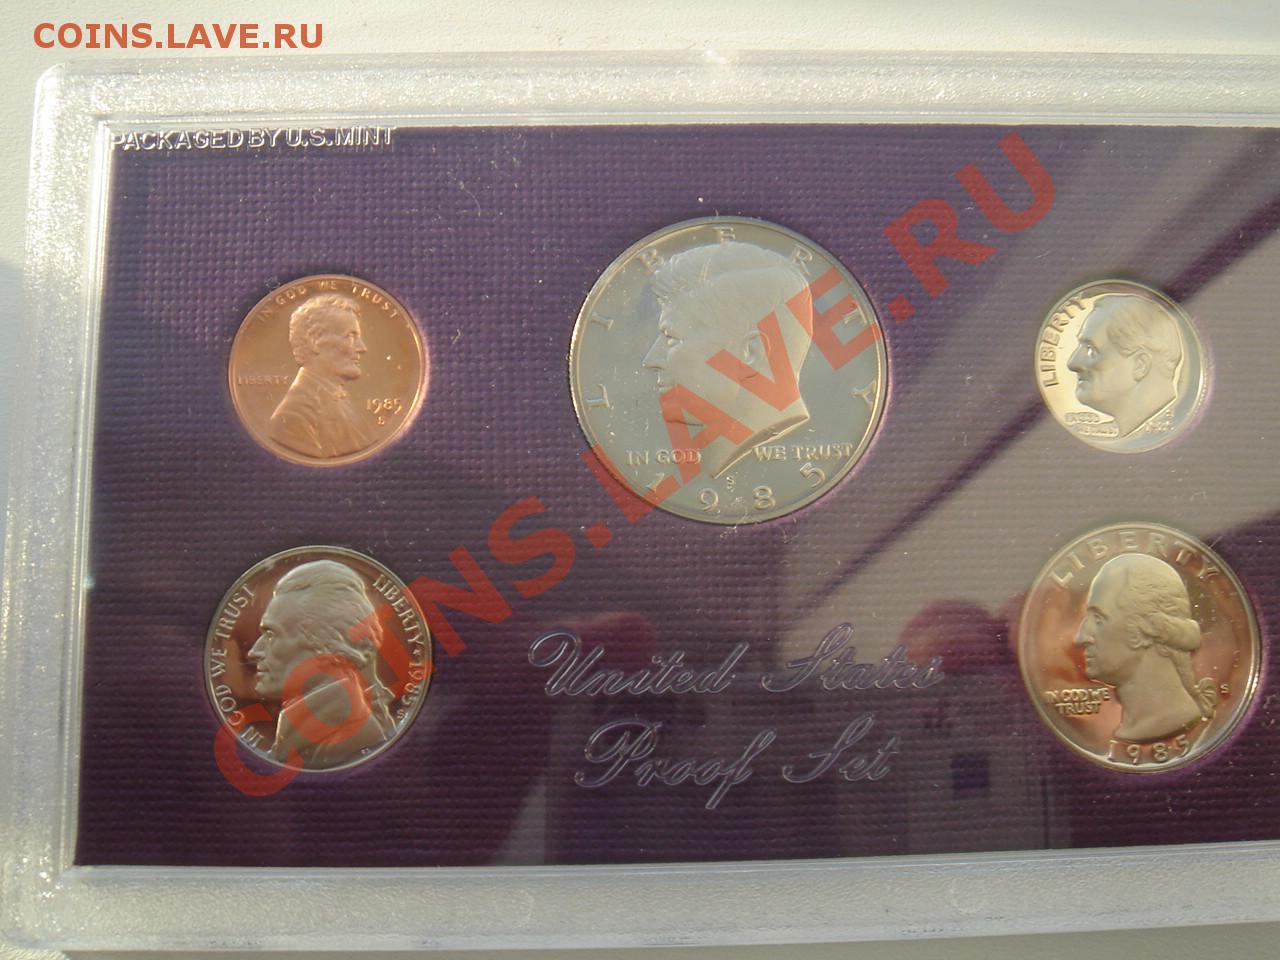 COINS.LAVE.RU
PACKAGED BY U.S. MINT
IN GOD WE TRUST
LIBERTY
1985
S
LIBERTY
IN GOD WE TRUST
S
1985
LIBERTY
IN GOD WE TRUST
LIBERTY ★ 1985
S
LIBERTY
IN GOD WE
TRUST
S
1985
United States
Proof Set
COINS.LAVE.RU